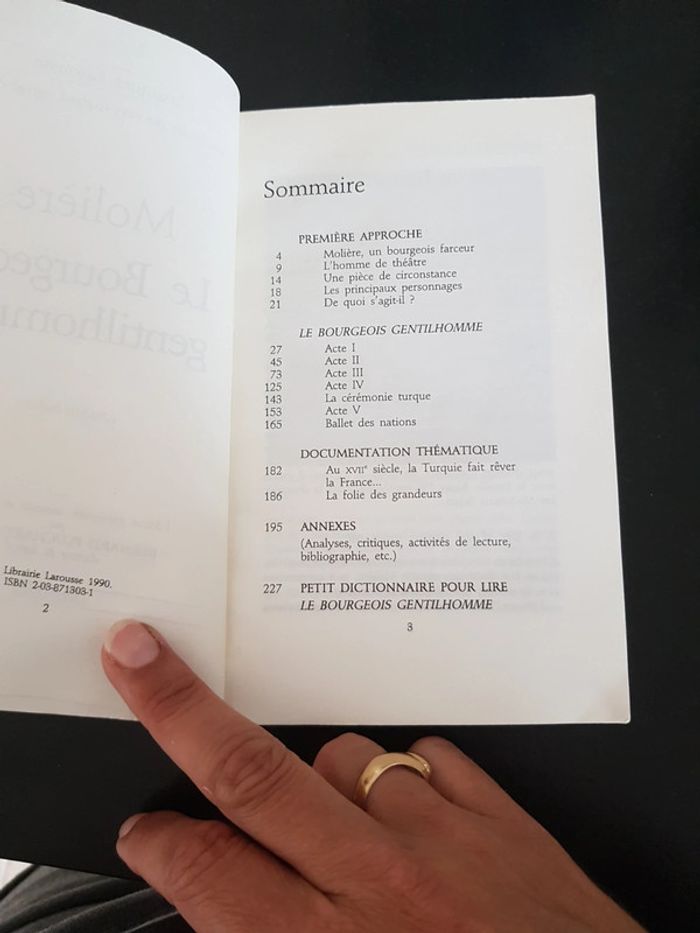 Librairie Larousse 1990.
ISBN 2-03-871303-1
2
Sommaire
PREMIÈRE APPROCHE
4 Molière, un bourgeois farceur
9 L'homme de théâtre
14 Une pièce de circonstance
18 Les principaux personnages
21 De quoi s'agit-il ?
LE BOURGEOIS GENTILHOMME
27 Acte I
45 Acte II
73 Acte III
125 Acte IV
143 La cérémonie turque
153 Acte V
165 Ballet des nations
DOCUMENTATION THÉMATIQUE
182 Au XVIIe siècle, la Turquie fait rêver
la France...
186 La folie des grandeurs
195 ANNEXES
(Analyses, critiques, activités de lecture,
bibliographie, etc.)
227 PETIT DICTIONNAIRE POUR LIRE
LE BOURGEOIS GENTILHOMME
3